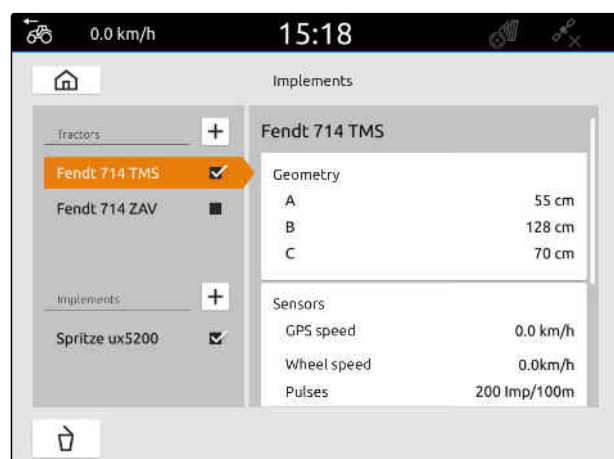 0.0 km/h
15:18
Implements
Tractors
Fendt 714 TMS
Fendt 714 ZAV
Implements
Spritze ux5200
Fendt 714 TMS
Geometry
A 55 cm
B 128 cm
C 70 cm
Sensors
GPS speed 0.0 km/h
Wheel speed 0.0km/h
Pulses 200 Imp/100m